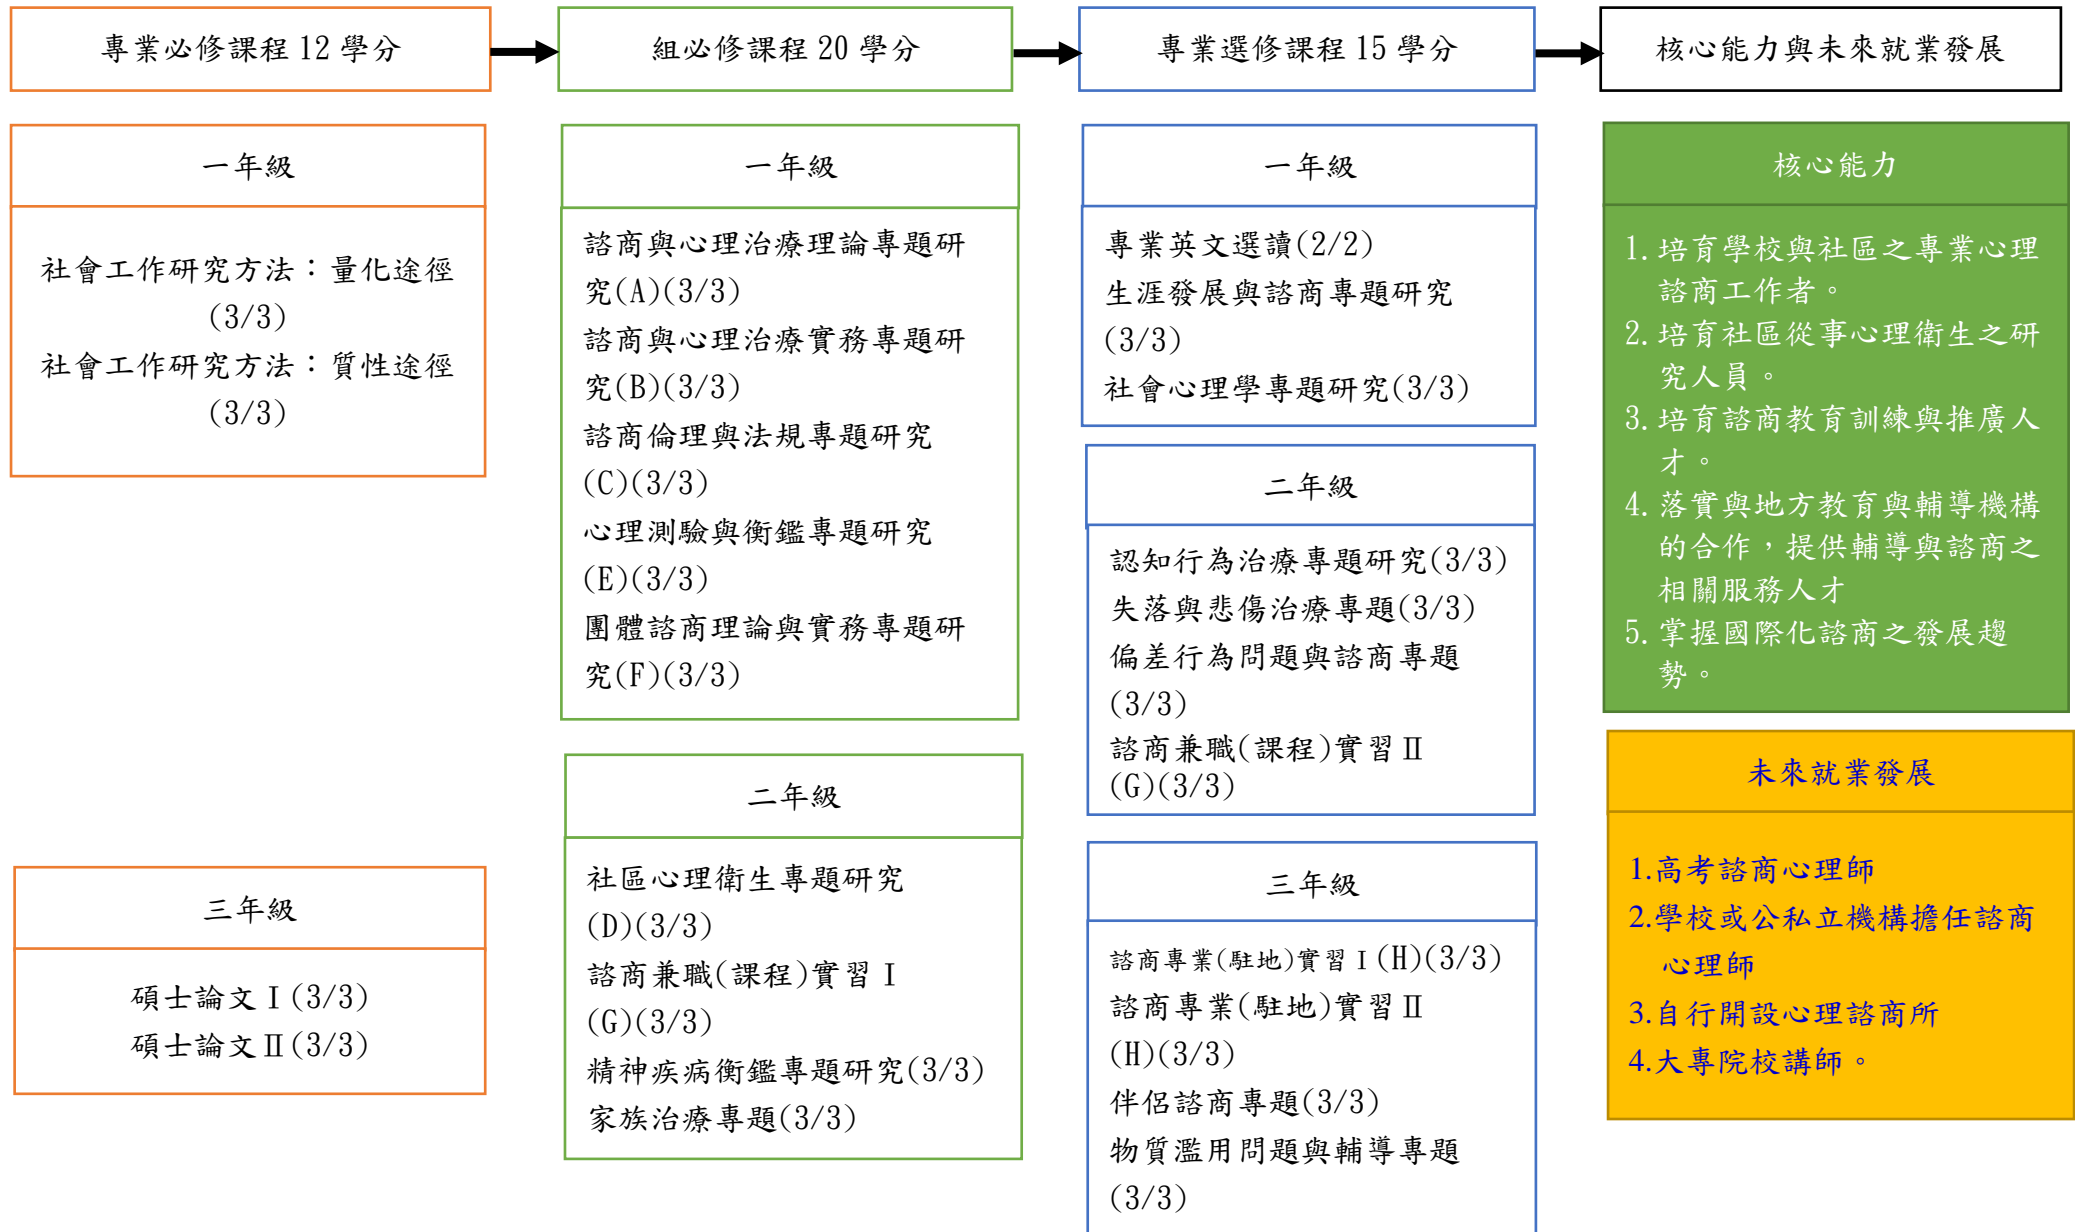 專業必修課程 12 學分
組必修課程 20 學分
專業選修課程 15 學分
核心能力與未來就業發展
一年級
社會工作研究方法：量化途徑
(3/3)
社會工作研究方法：質性途徑
(3/3)
三年級
碩士論文 I (3/3)
碩士論文 II (3/3)
一年級
諮商與心理治療理論專題研
究(A)(3/3)
諮商與心理治療實務專題研
究(B)(3/3)
諮商倫理與法規專題研究
(C)(3/3)
心理測驗與衡鑑專題研究
(E)(3/3)
團體諮商理論與實務專題研
究(F)(3/3)
二年級
社區心理衛生專題研究
(D)(3/3)
諮商兼職(課程)實習 I
(G)(3/3)
精神疾病衡鑑專題研究(3/3)
家族治療專題(3/3)
一年級
專業英文選讀(2/2)
生涯發展與諮商專題研究
(3/3)
社會心理學專題研究(3/3)
二年級
認知行為治療專題研究(3/3)
失落與悲傷治療專題(3/3)
偏差行為問題與諮商專題
(3/3)
諮商兼職(課程)實習 II
(G)(3/3)
三年級
諮商專業(駐地)實習 I (H)(3/3)
諮商專業(駐地)實習 II
(H)(3/3)
伴侶諮商專題(3/3)
物質濫用問題與輔導專題
(3/3)
核心能力
1. 培育學校與社區之專業心理
諮商工作者。
2. 培育社區從事心理衛生之研
究人員。
3. 培育諮商教育訓練與推廣人
才。
4. 落實與地方教育與輔導機構
的合作，提供輔導與諮商之
相關服務人才
5. 掌握國際化諮商之發展趨
勢。
未來就業發展
1.高考諮商心理師
2.學校或公私立機構擔任諮商
心理師
3.自行開設心理諮商所
4.大專院校講師。